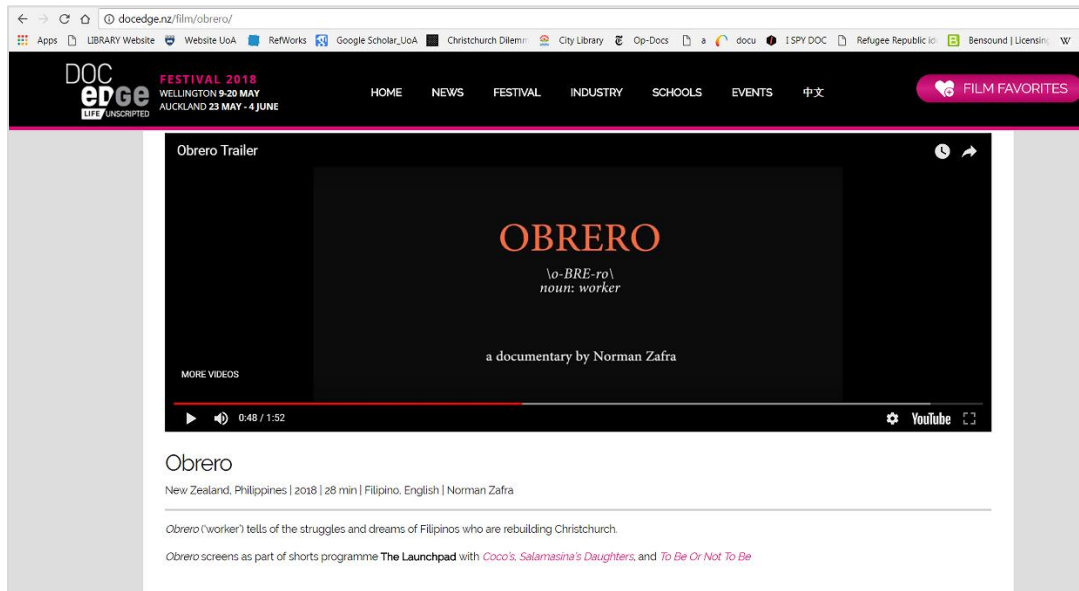 docedge.nz/film/obrero/
Apps LIBRARY Website Website UoA RefWorks Google Scholar_UoA Christchurch Dilemm City Library Op-Docs a docu I SPY DOC Refugee Republic id Bensound | Licensing W
DOC EDGE LIFE UNSCRIPTED
FESTIVAL 2018
WELLINGTON 9-20 MAY
AUCKLAND 23 MAY - 4 JUNE
HOME NEWS FESTIVAL INDUSTRY SCHOOLS EVENTS 中文 FILM FAVORITES
Obrero Trailer
OBRERO
\o-BRE-ro\
noun: worker
a documentary by Norman Zafra
MORE VIDEOS
0:48 / 1:52 YouTube
Obrero
New Zealand, Philippines | 2018 | 28 min | Filipino, English | Norman Zafra
Obrero ('worker') tells of the struggles and dreams of Filipinos who are rebuilding Christchurch.
Obrero screens as part of shorts programme The Launchpad with Coco's, Salamasina's Daughters, and To Be Or Not To Be